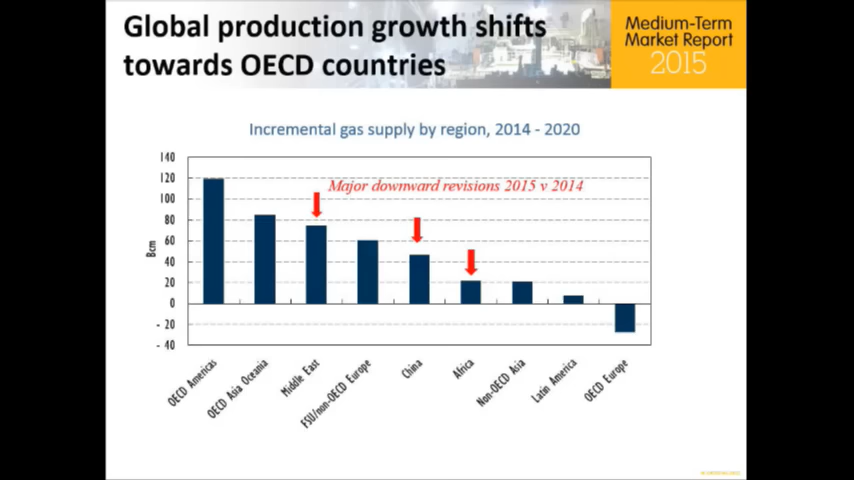 Global production growth shifts
towards OECD countries
Medium-Term
Market Report
2015
Incremental gas supply by region, 2014 - 2020
Major downward revisions 2015 v 2014
Bcm
140
120
100
80
60
40
20
0
- 20
- 40
OECD Americas
OECD Asia Oceania
Middle East
FSU/non-OECD Europe
China
Africa
Non-OECD Asia
Latin America
OECD Europe